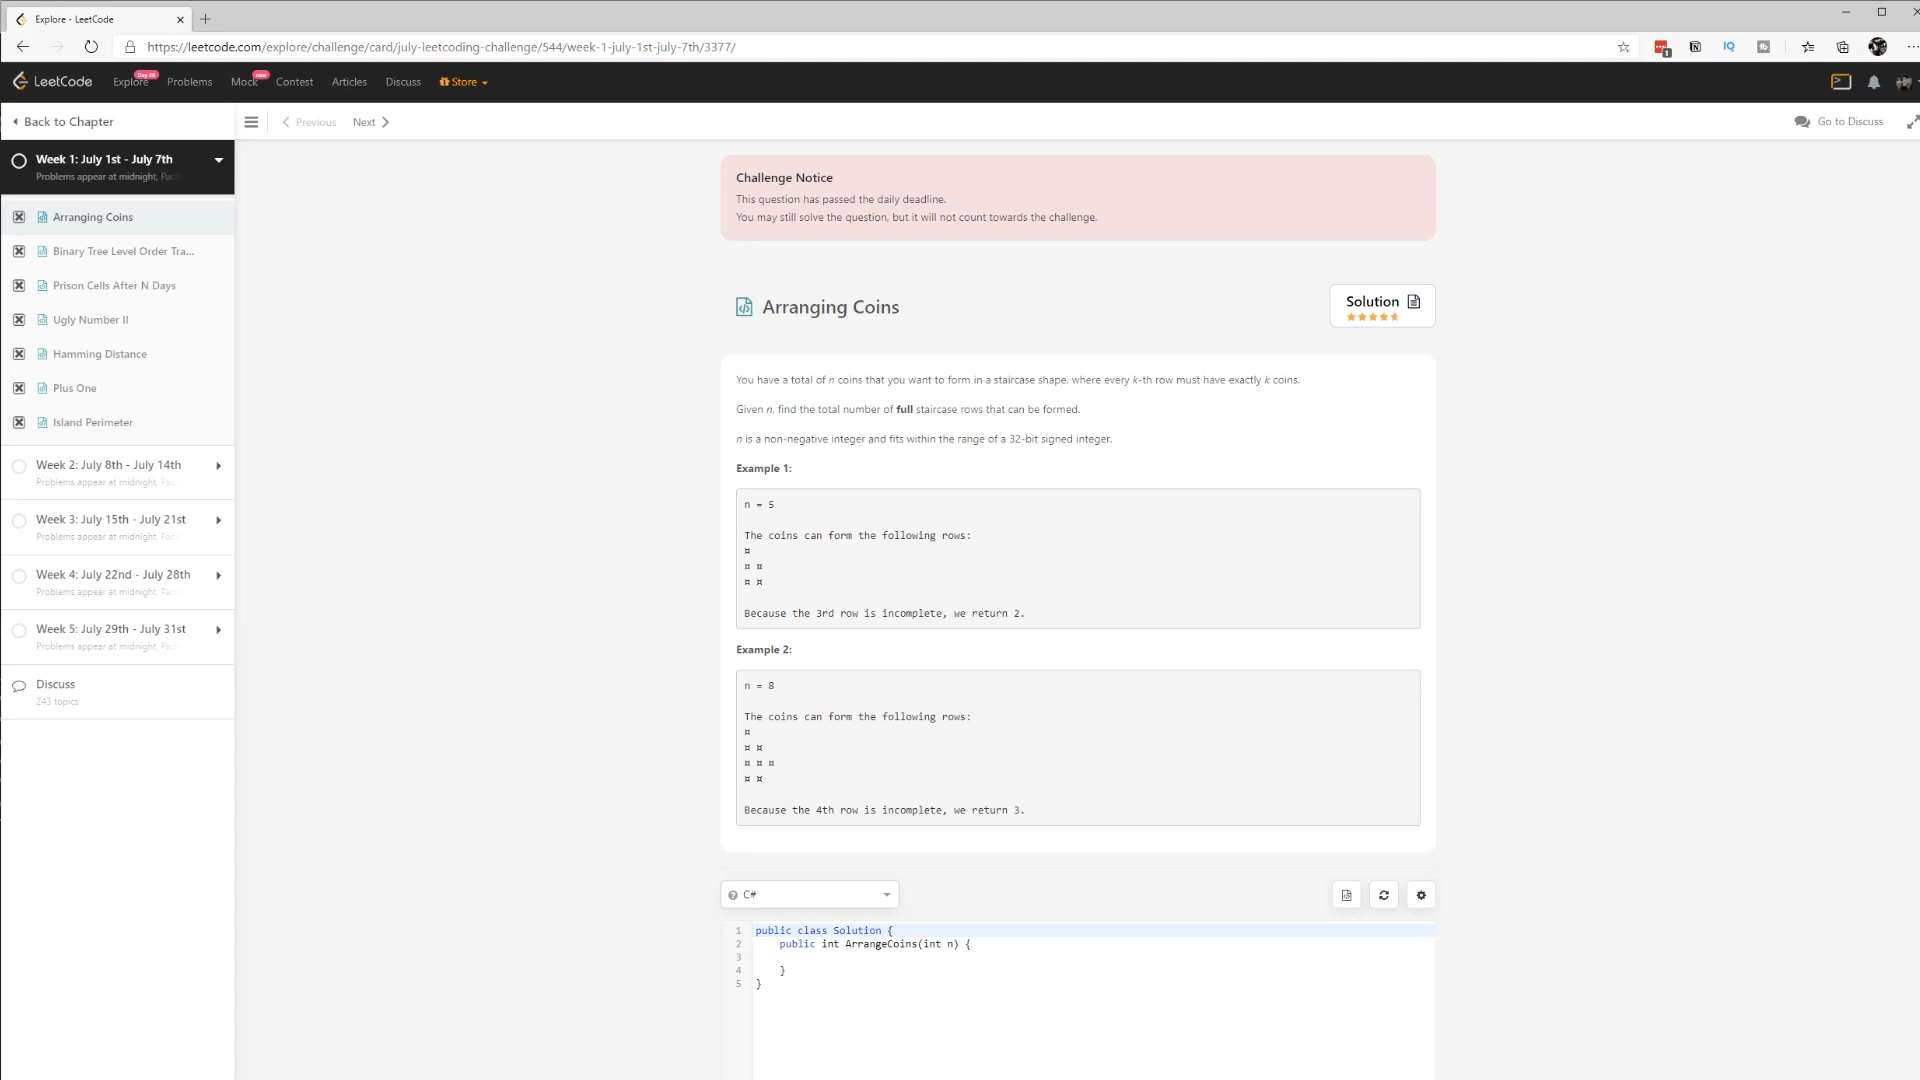 Explore - LeetCode
https://leetcode.com/explore/challenge/card/july-leetcoding-challenge/544/week-1-july-1st-july-7th/3377/
1
IQ
LeetCode
Explore
Day 20
Problems
Mock
new
Contest
Articles
Discuss
Store
Back to Chapter
Previous
Next
Go to Discuss
Week 1: July 1st - July 7th
Problems appear at midnight, Pacif
Arranging Coins
Binary Tree Level Order Tra...
Prison Cells After N Days
Ugly Number II
Hamming Distance
Plus One
Island Perimeter
Week 2: July 8th - July 14th
Problems appear at midnight, Pacif
Week 3: July 15th - July 21st
Problems appear at midnight, Pacif
Week 4: July 22nd - July 28th
Problems appear at midnight, Pacif
Week 5: July 29th - July 31st
Problems appear at midnight, Pacif
Discuss
243 topics
Challenge Notice
This question has passed the daily deadline.
You may still solve the question, but it will not count towards the challenge.
Arranging Coins
Solution
You have a total of n coins that you want to form in a staircase shape, where every k-th row must have exactly k coins.
Given n, find the total number of full staircase rows that can be formed.
n is a non-negative integer and fits within the range of a 32-bit signed integer.
Example 1:
n = 5
The coins can form the following rows:
¤
¤ ¤
¤ ¤
Because the 3rd row is incomplete, we return 2.
Example 2:
n = 8
The coins can form the following rows:
¤
¤ ¤
¤ ¤ ¤
¤ ¤
Because the 4th row is incomplete, we return 3.
C#
1 public class Solution {
2 public int ArrangeCoins(int n) {
3
4 }
5 }